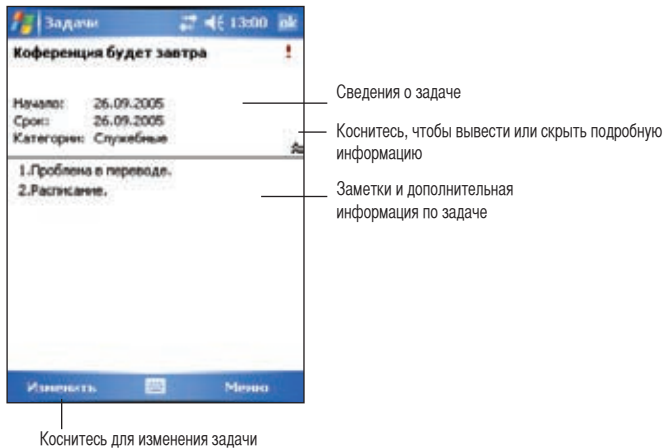 Задачи 13:00 ok
Коференция будет завтра !
Начало: 26.09.2005
Срок: 26.09.2005
Категории: Служебные
1.Проблена в переводе.
2.Расписание.
Изменить Меню
Сведения о задаче
Коснитесь, чтобы вывести или скрыть подробную
информацию
Заметки и дополнительная
информация по задаче
Коснитесь для изменения задачи